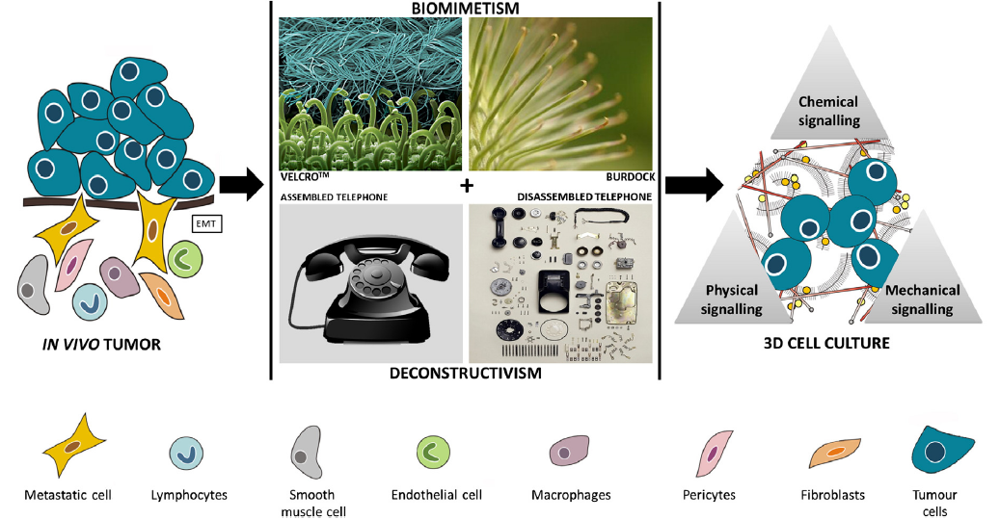 BIOMIMETISM
VELCRO™
BURDOCK
+
ASSEMBLED TELEPHONE
DISASSEMBLED TELEPHONE
DECONSTRUCTIVISM
EMT
IN VIVO TUMOR
Chemical
signalling
Physical
signalling
Mechanical
signalling
3D CELL CULTURE
Metastatic cell
Lymphocytes
Smooth
muscle cell
Endothelial cell
Macrophages
Pericytes
Fibroblasts
Tumour
cells